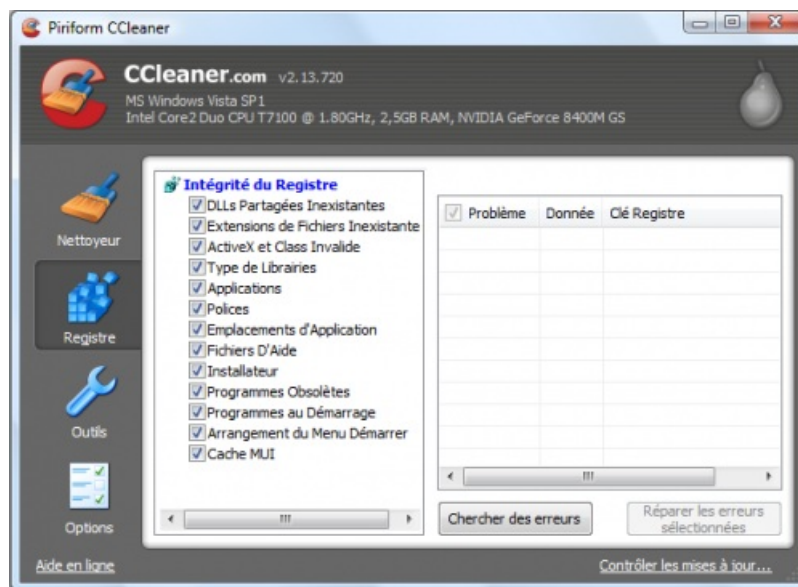 Piriform CCleaner
CCleaner.com v2.13.720
MS Windows Vista SP1
Intel Core2 Duo CPU T7100 @ 1.80GHz, 2,5GB RAM, NVIDIA GeForce 8400M GS
Nettoyeur
Registre
Outils
Options
Intégrité du Registre
DLLs Partagées Inexistantes
Extensions de Fichiers Inexistante
ActiveX et Class Invalide
Type de Librairies
Applications
Polices
Emplacements d'Application
Fichiers D'Aide
Installateur
Programmes Obsolètes
Programmes au Démarrage
Arrangement du Menu Démarrer
Cache MUI
Problème Donnée Clé Registre
Chercher des erreurs
Réparer les erreurs
sélectionnées
Aide en ligne
Contrôler les mises à jour...